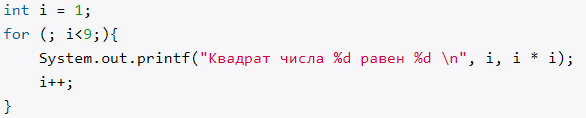 int i = 1;
for (; i<9;){
    System.out.printf("Квадрат числа %d равен %d \n", i, i * i);
    i++;
}